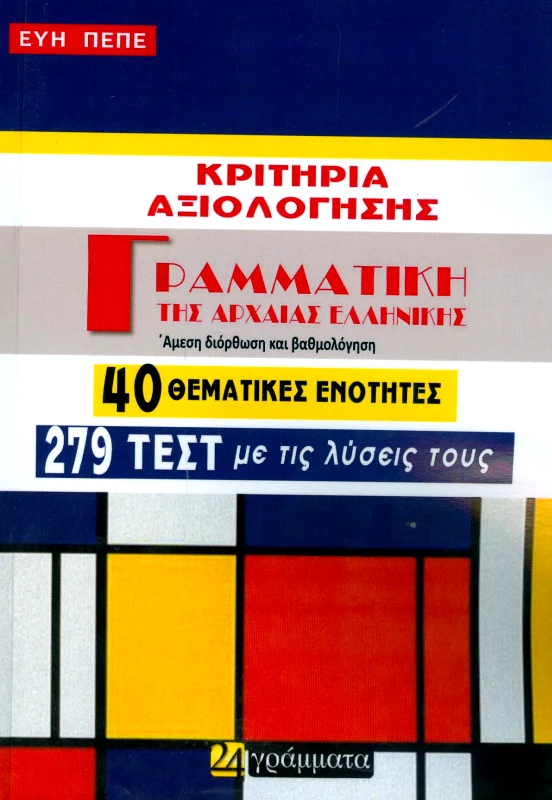 ΕΥΗ ΠΕΠΕ
ΚΡΙΤΗΡΙΑ
ΑΞΙΟΛΟΓΗΣΗΣ
ΓΡΑΜΜΑΤΙΚΗ
ΤΗΣ ΑΡΧΑΙΑΣ ΕΛΛΗΝΙΚΗΣ
Άμεση διόρθωση και βαθμολόγηση
40 ΘΕΜΑΤΙΚΕΣ ΕΝΟΤΗΤΕΣ
279 ΤΕΣΤ με τις λύσεις τους
24 γράμματα